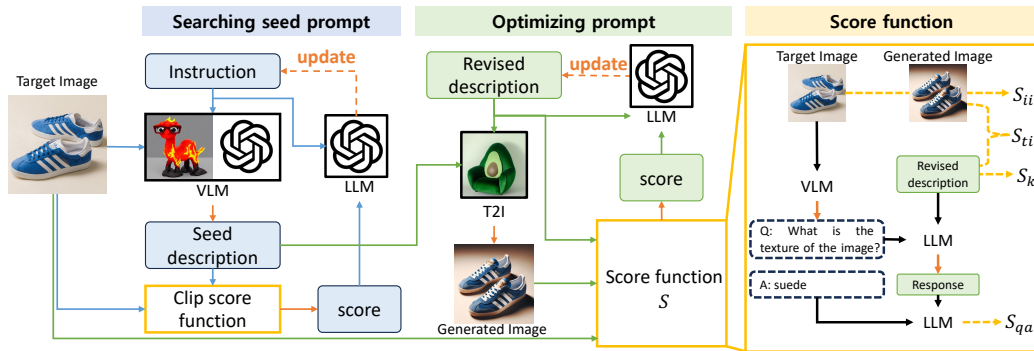 Searching seed prompt
Optimizing prompt
Score function
Target Image
Instruction
update
VLM
LLM
Seed
description
Clip score
function
score
Revised
description
update
LLM
T2I
score
Generated Image
Score function
S
Target Image
Generated Image
S_ii
S_ti
S_k
Revised
description
VLM
Q: What is the
texture of the image?
LLM
A: suede
Response
LLM
S_qa